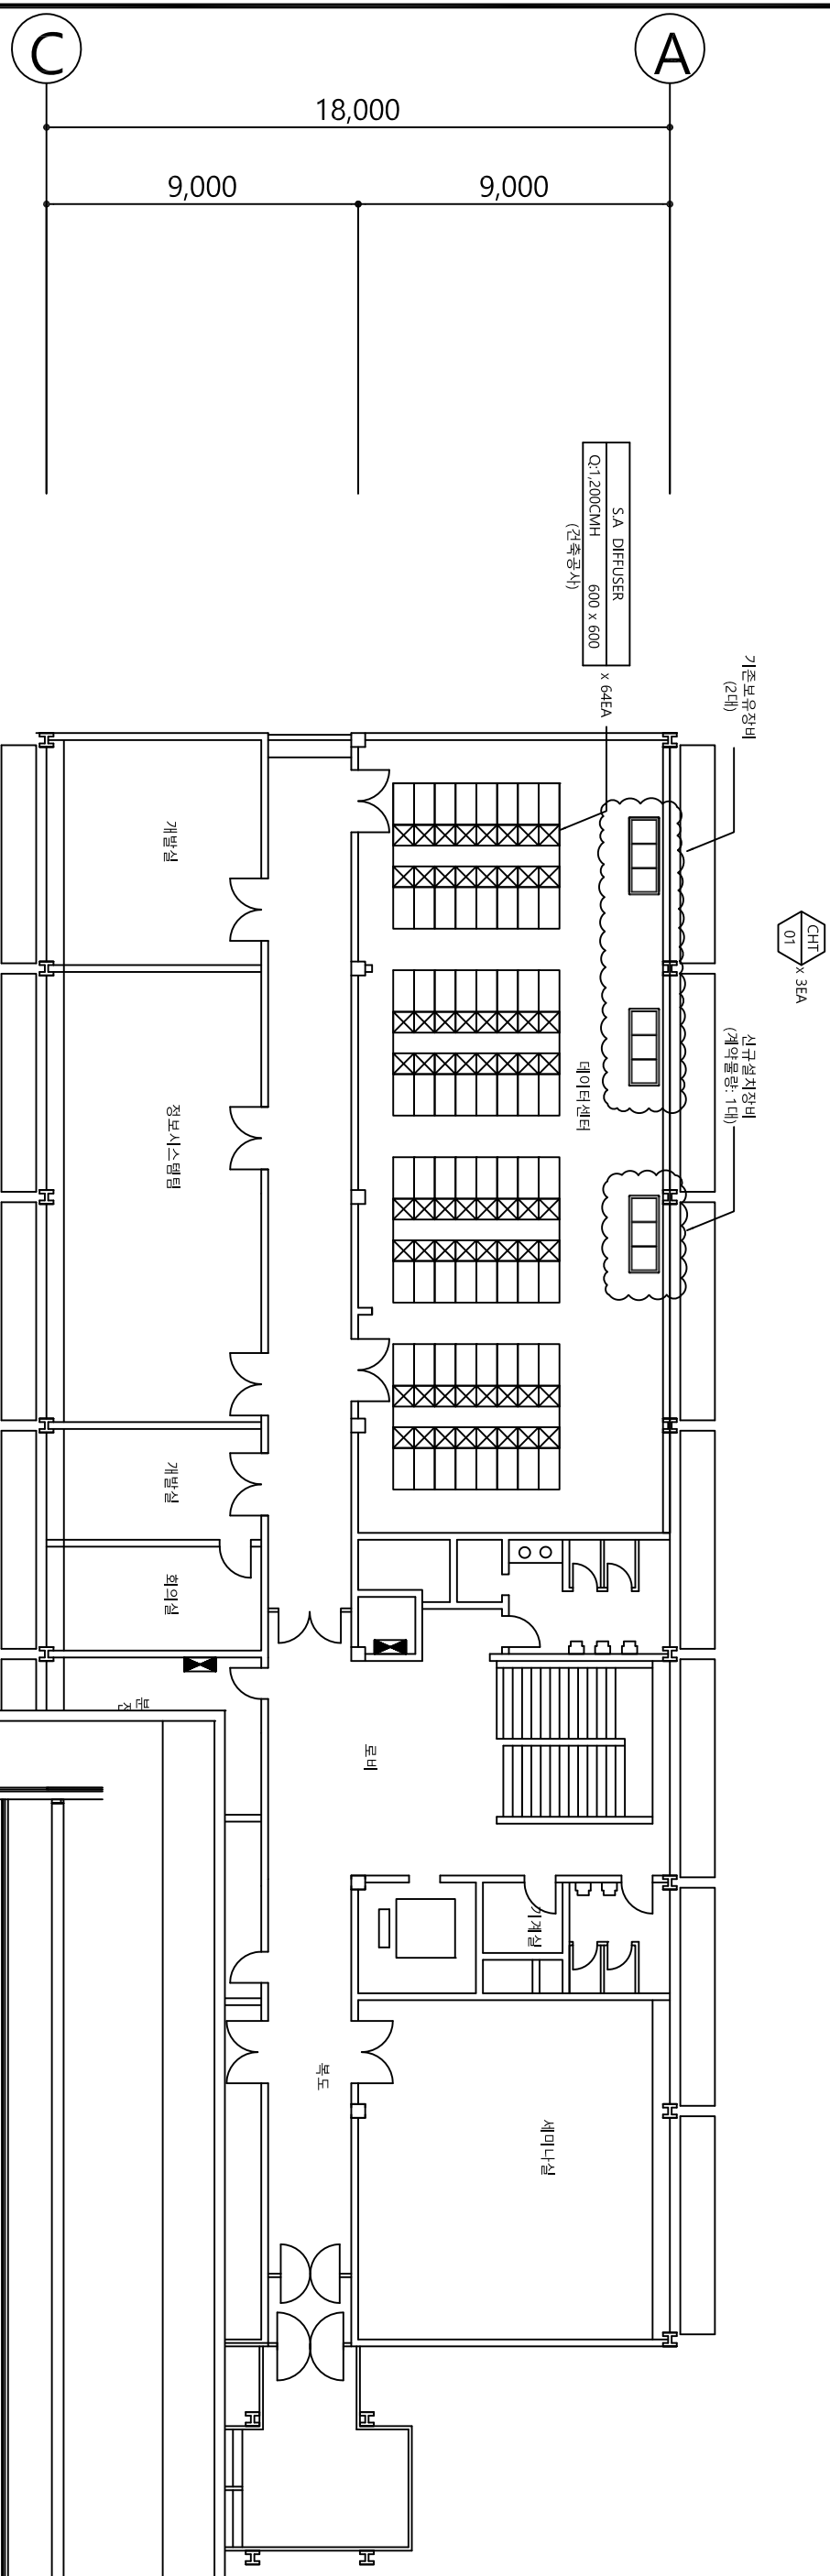 C
A
18,000
9,000
9,000
S.A DIFFUSER
Q:1,200CMH 600 x 600
(건축공사)
x 64EA
기존보유장비
(2대)
CHT
01
x 3EA
신규설치장비
(계약물량: 1대)
개발실
데이터센터
정보시스템팀
개발실
회의실
로비
기계실
복도
세미나실